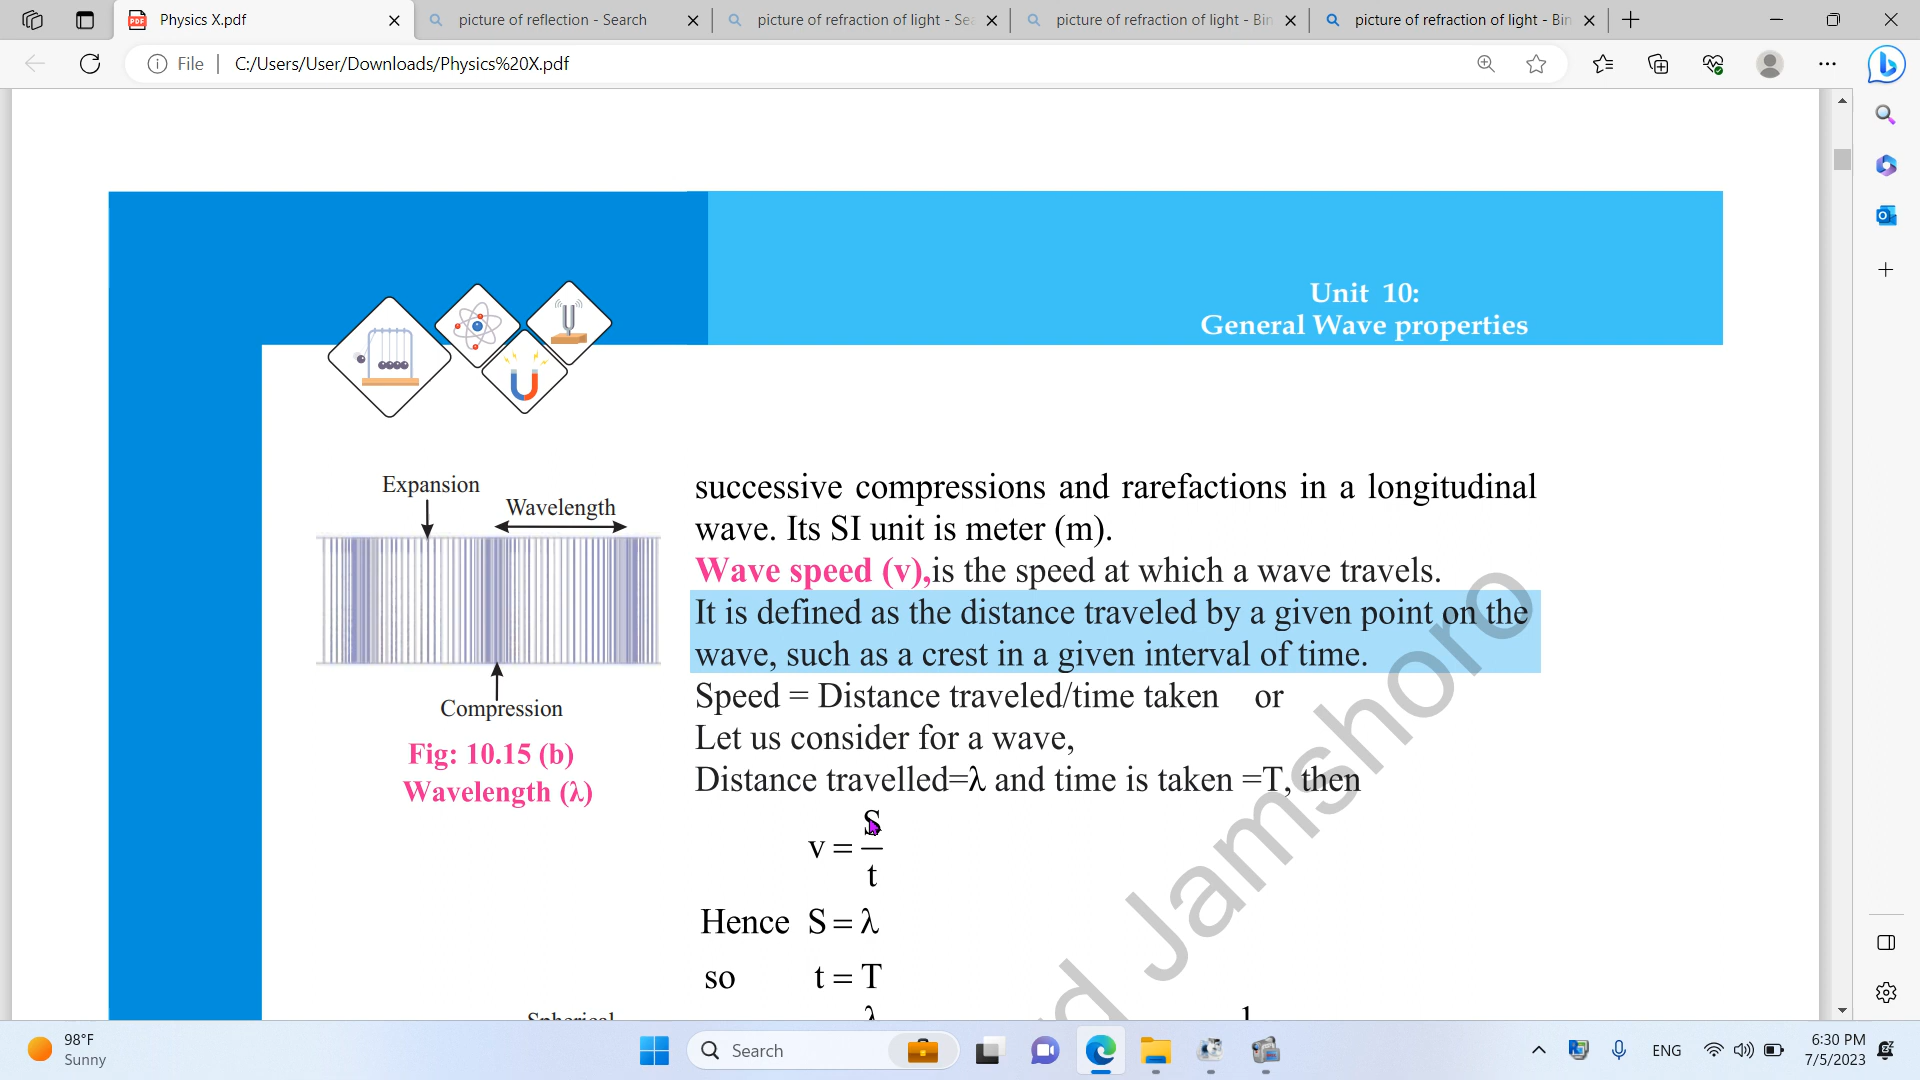 Physics X.pdf
picture of reflection - Search
picture of refraction of light - Sea
picture of refraction of light - Bin
picture of refraction of light - Bin
File
C:/Users/User/Downloads/Physics%20X.pdf
Unit 10:
General Wave properties
Expansion
Wavelength
Compression
Fig: 10.15 (b)
Wavelength (λ)
successive compressions and rarefactions in a longitudinal
wave. Its SI unit is meter (m).
Wave speed (v),is the speed at which a wave travels.
It is defined as the distance traveled by a given point on the
wave, such as a crest in a given interval of time.
Speed = Distance traveled/time taken or
Let us consider for a wave,
Distance travelled=λ and time is taken =T, then
v = S
t
Hence S = λ
so t = T
λ
1
Jamshoro
98°F
Sunny
Search
ENG
6:30 PM
7/5/2023